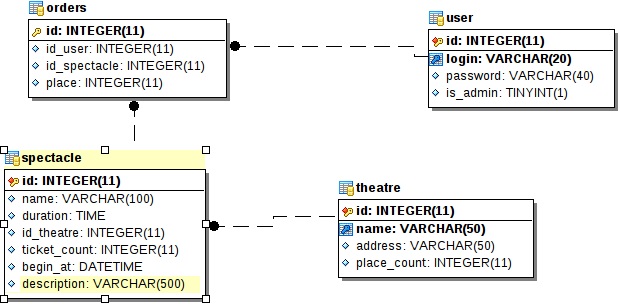 orders
id: INTEGER(11)
id_user: INTEGER(11)
id_spectacle: INTEGER(11)
place: INTEGER(11)
user
id: INTEGER(11)
login: VARCHAR(20)
password: VARCHAR(40)
is_admin: TINYINT(1)
spectacle
id: INTEGER(11)
name: VARCHAR(100)
duration: TIME
id_theatre: INTEGER(11)
ticket_count: INTEGER(11)
begin_at: DATETIME
description: VARCHAR(500)
theatre
id: INTEGER(11)
name: VARCHAR(50)
address: VARCHAR(50)
place_count: INTEGER(11)